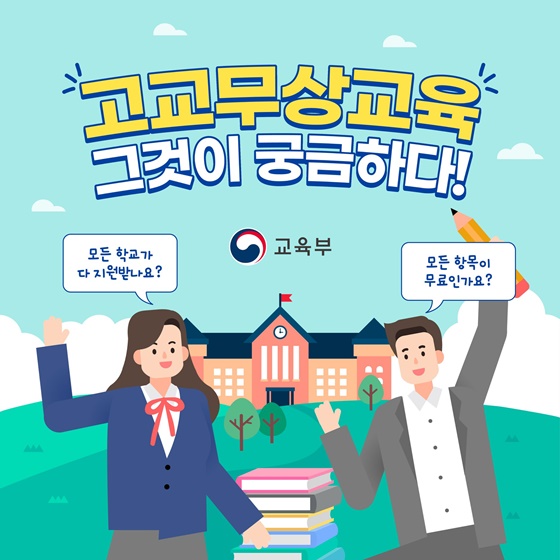 고교무상교육
그것이 궁금하다!
교육부
모든 학교가
다 지원받나요?
모든 항목이
무료인가요?